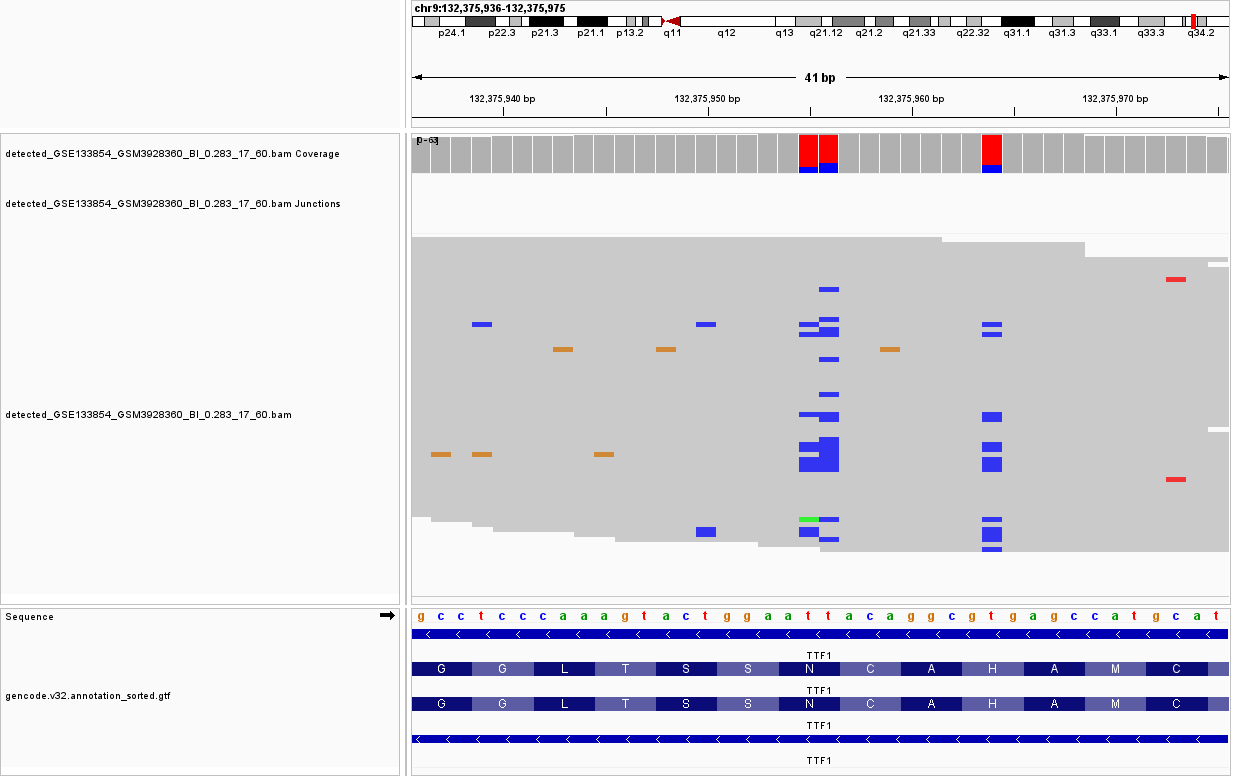 chr9:132,375,936-132,375,975
p24.1 p22.3 p21.3 p21.1 p13.2 q11 q12 q13 q21.12 q21.2 q21.33 q22.32 q31.1 q31.3 q33.1 q33.3 q34.2
41 bp
132,375,940 bp 132,375,950 bp 132,375,960 bp 132,375,970 bp
[0 - 63]
detected_GSE133854_GSM3928360_BI_0.283_17_60.bam Coverage
detected_GSE133854_GSM3928360_BI_0.283_17_60.bam Junctions
detected_GSE133854_GSM3928360_BI_0.283_17_60.bam
Sequence
g c c t c c c a a a g t a c t g g a a t t a c a g g c g t g a g c c a t g c a t
TTF1
G G L T S S N C A H A M C
TTF1
gencode.v32.annotation_sorted.gtf
G G L T S S N C A H A M C
TTF1
TTF1